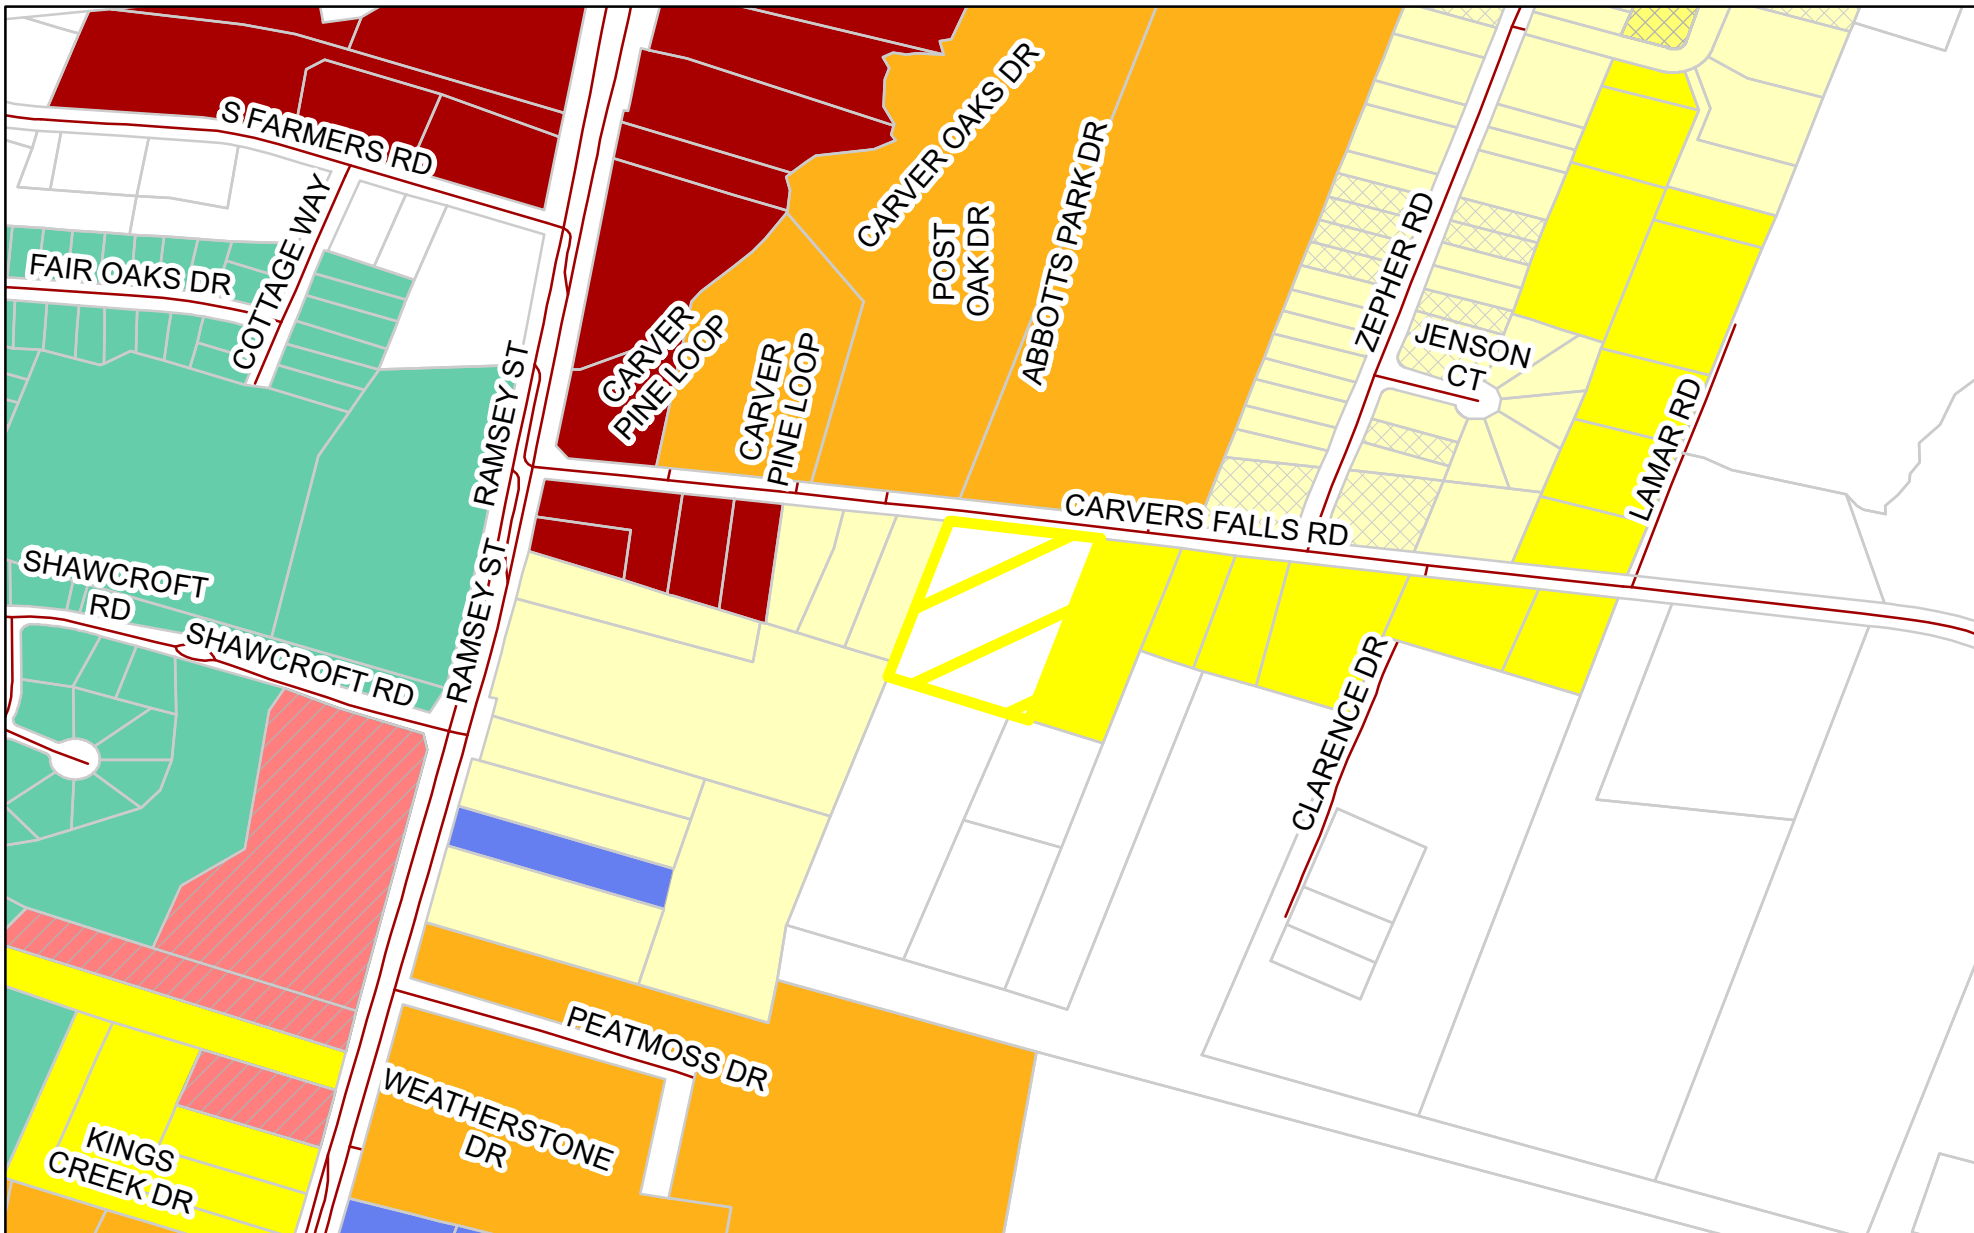 S FARMERS RD
COTTAGE WAY
FAIR OAKS DR
CARVER OAKS DR
POST
OAK DR
ABBOTTS PARK DR
ZEPHER RD
JENSON
CT
LAMAR RD
CARVER
PINE LOOP
CARVER
PINE LOOP
RAMSEY ST
CARVERS FALLS RD
SHAWCROFT
RD
SHAWCROFT RD
RAMSEY ST
CLARENCE DR
PEATMOSS DR
WEATHERSTONE
DR
KINGS
CREEK DR